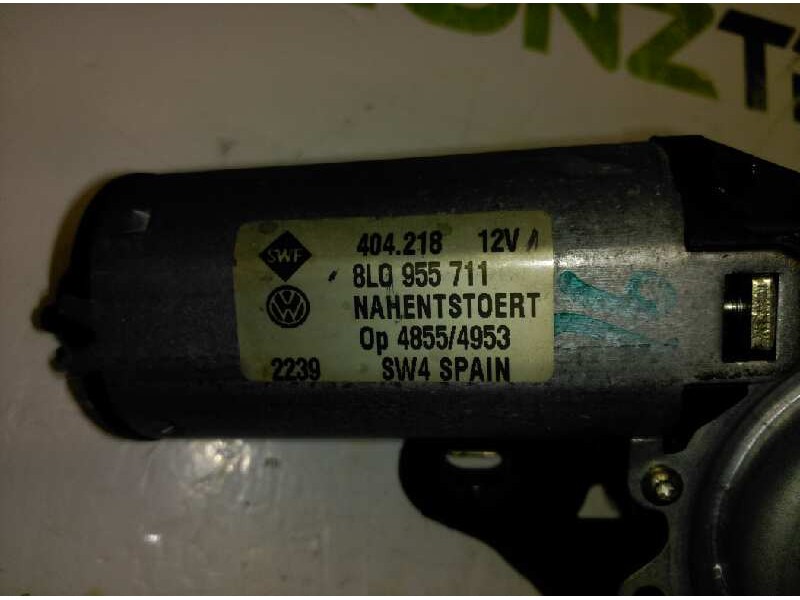 SWF 404.218 12V
8L0 955 711
NAHENTSTOERT
Op 4855/4953
2239 SW4 SPAIN